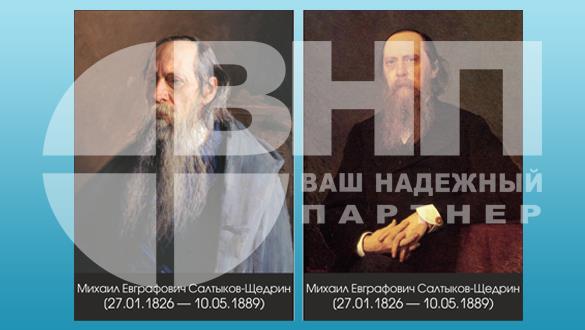 ВНП
ВАШ НАДЕЖНЫЙ
ПАРТНЕР
Михаил Евграфович Салтыков-Щедрин
(27.01.1826 — 10.05.1889)
Михаил Евграфович Салтыков-Щедрин
(27.01.1826 — 10.05.1889)